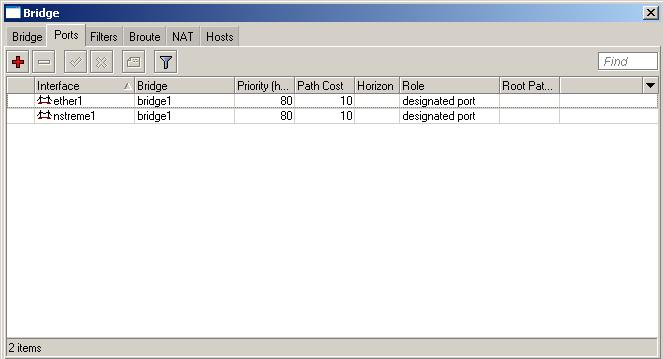 Bridge
Bridge Ports Filters Broute NAT Hosts
Find
Interface Bridge Priority (h... Path Cost Horizon Role Root Pat...
ether1 bridge1 80 10 designated port
nstreme1 bridge1 80 10 designated port
2 items